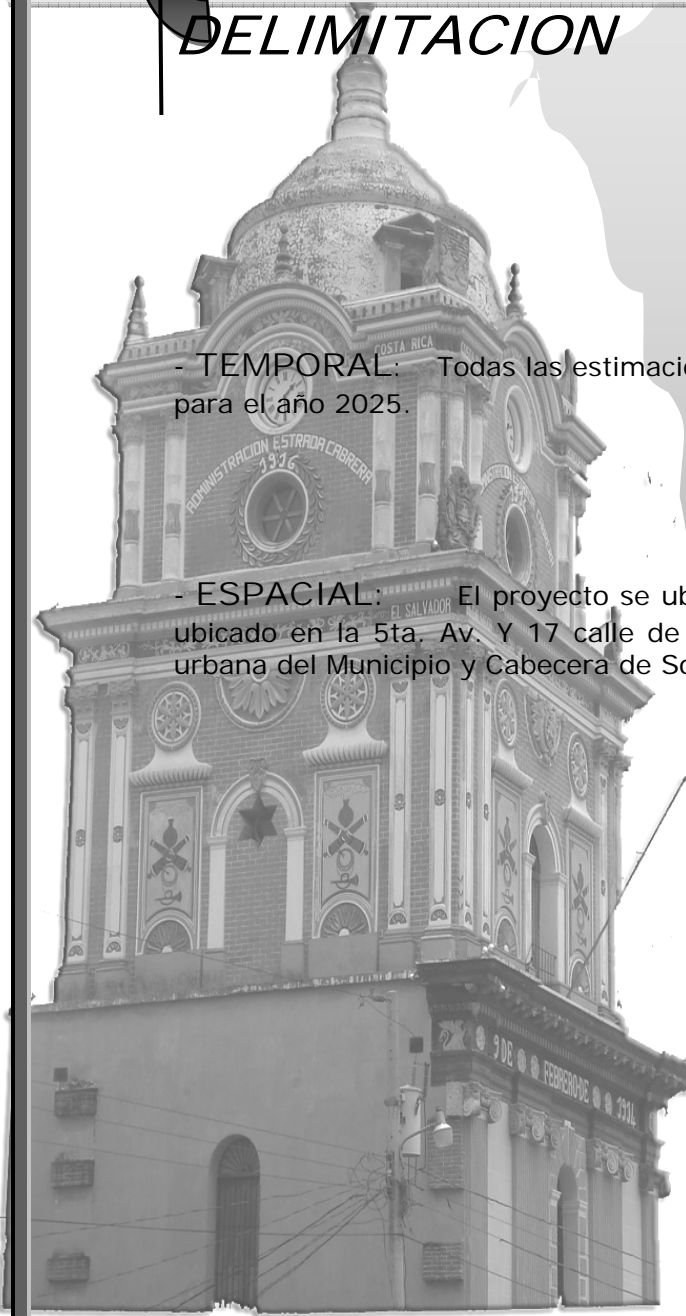 DELIMITACION
COSTA RICA
- TEMPORAL: Todas las
para el año 2025.
ADMINISTRACION ESTRADA CABRERA
1916
- ESPACIAL: El proyecto se
EL SALVADOR
ubicado en la 5ta. Av. Y 17 calle de
urbana del Municipio y Cabecera de
9 DE FEBRERO DE 1914